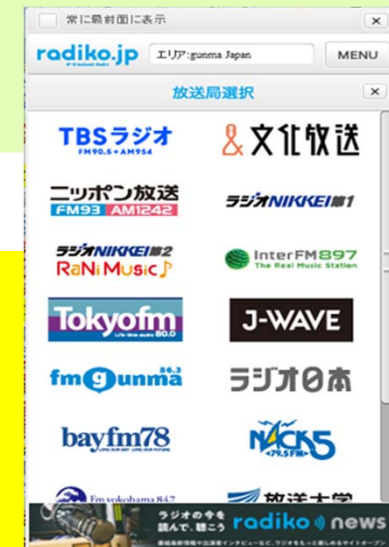 常に最前面に表示
radiko.jp
エリア:gunma Japan
MENU
放送局選択
TBSラジオ
FM90.5+AM954
& 文化放送
ニッポン放送
FM93 AM1242
ラジオNIKKEI第1
ラジオNIKKEI第2
RaNi Music♪
InterFM897
The Real Music Station
Tokyofm
Life-time audio 80.0
J-WAVE
fmgunma
86.3
ラジオ日本
bayfm78
NACK5
79.5FM
Fm yokohama 84.7
放送大学
ラジオの今を
読んで、聴こう
radiko news